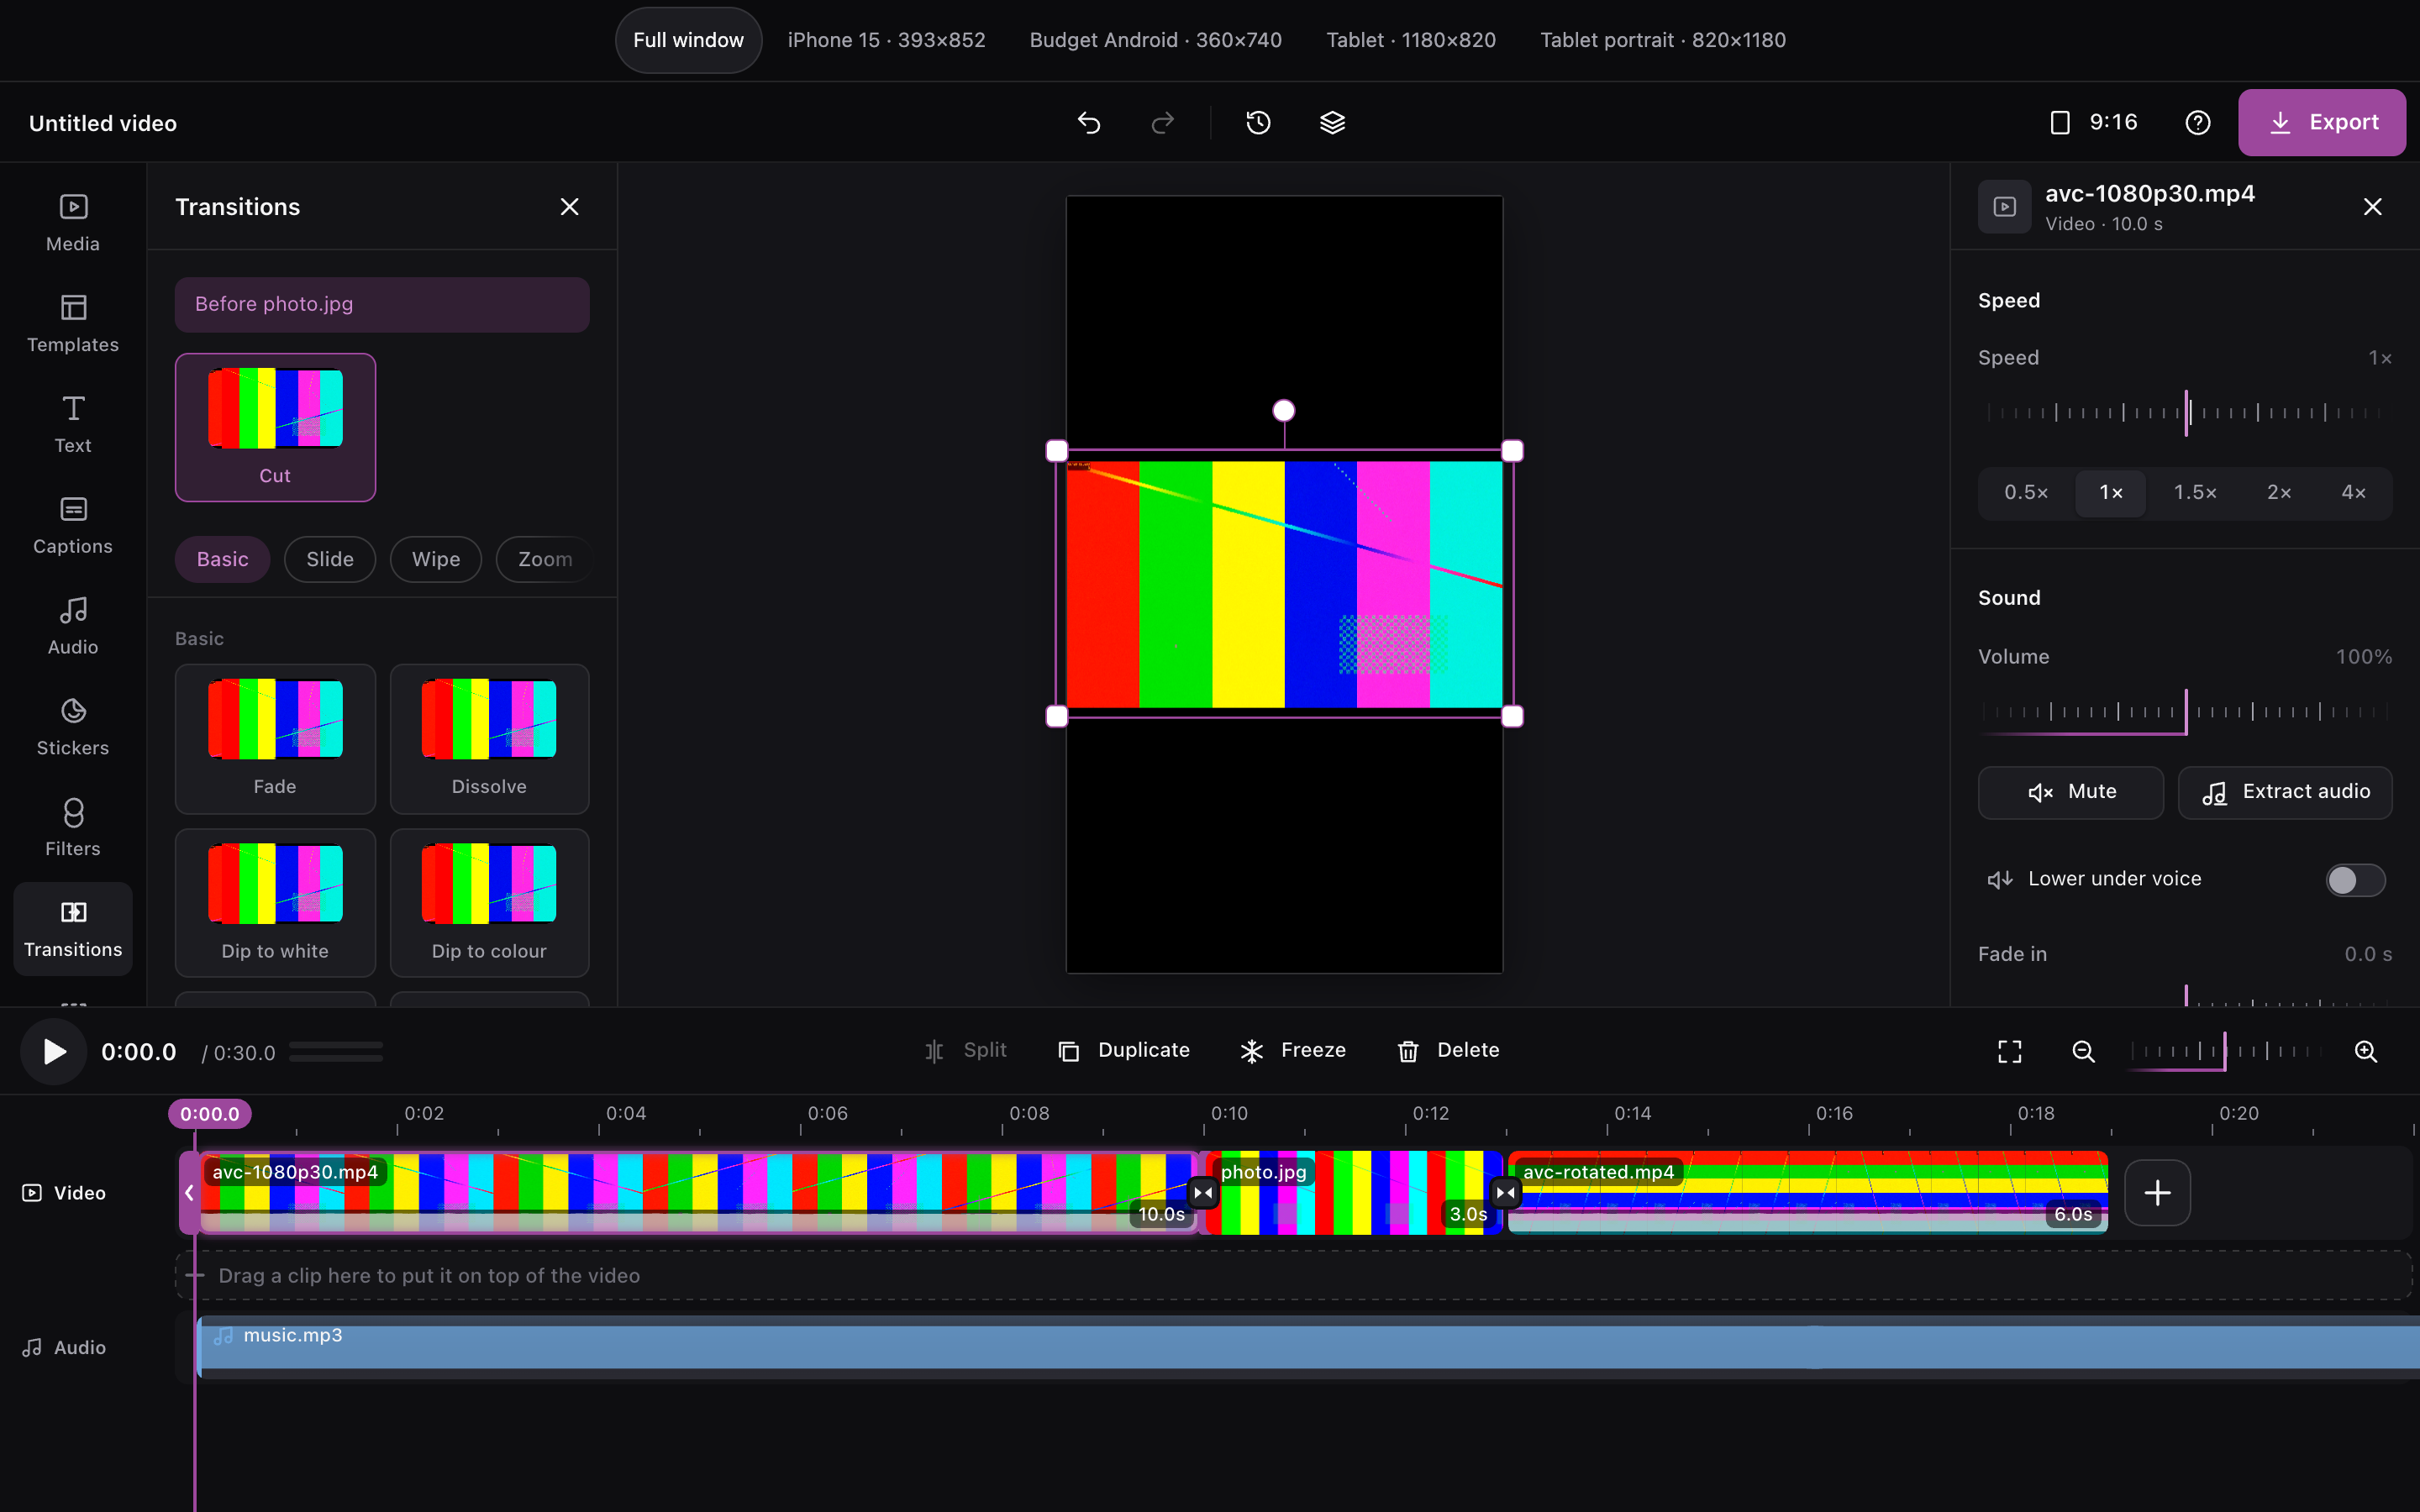 Full window
iPhone 15 · 393×852
Budget Android · 360×740
Tablet · 1180×820
Tablet portrait · 820×1180
Untitled video
9:16
Export
Media
Templates
Text
Captions
Audio
Stickers
Filters
Transitions
Transitions
Before photo.jpg
Cut
Basic
Slide
Wipe
Zoom
Basic
Fade
Dissolve
Dip to white
Dip to colour
avc-1080p30.mp4
Video · 10.0 s
Speed
Speed
1×
0.5×
1×
1.5×
2×
4×
Sound
Volume
100%
Mute
Extract audio
Lower under voice
Fade in
0.0 s
0:00.0
/ 0:30.0
Split
Duplicate
Freeze
Delete
0:00.0
0:02
0:04
0:06
0:08
0:10
0:12
0:14
0:16
0:18
0:20
Video
avc-1080p30.mp4
10.0s
photo.jpg
3.0s
avc-rotated.mp4
6.0s
Drag a clip here to put it on top of the video
Audio
music.mp3